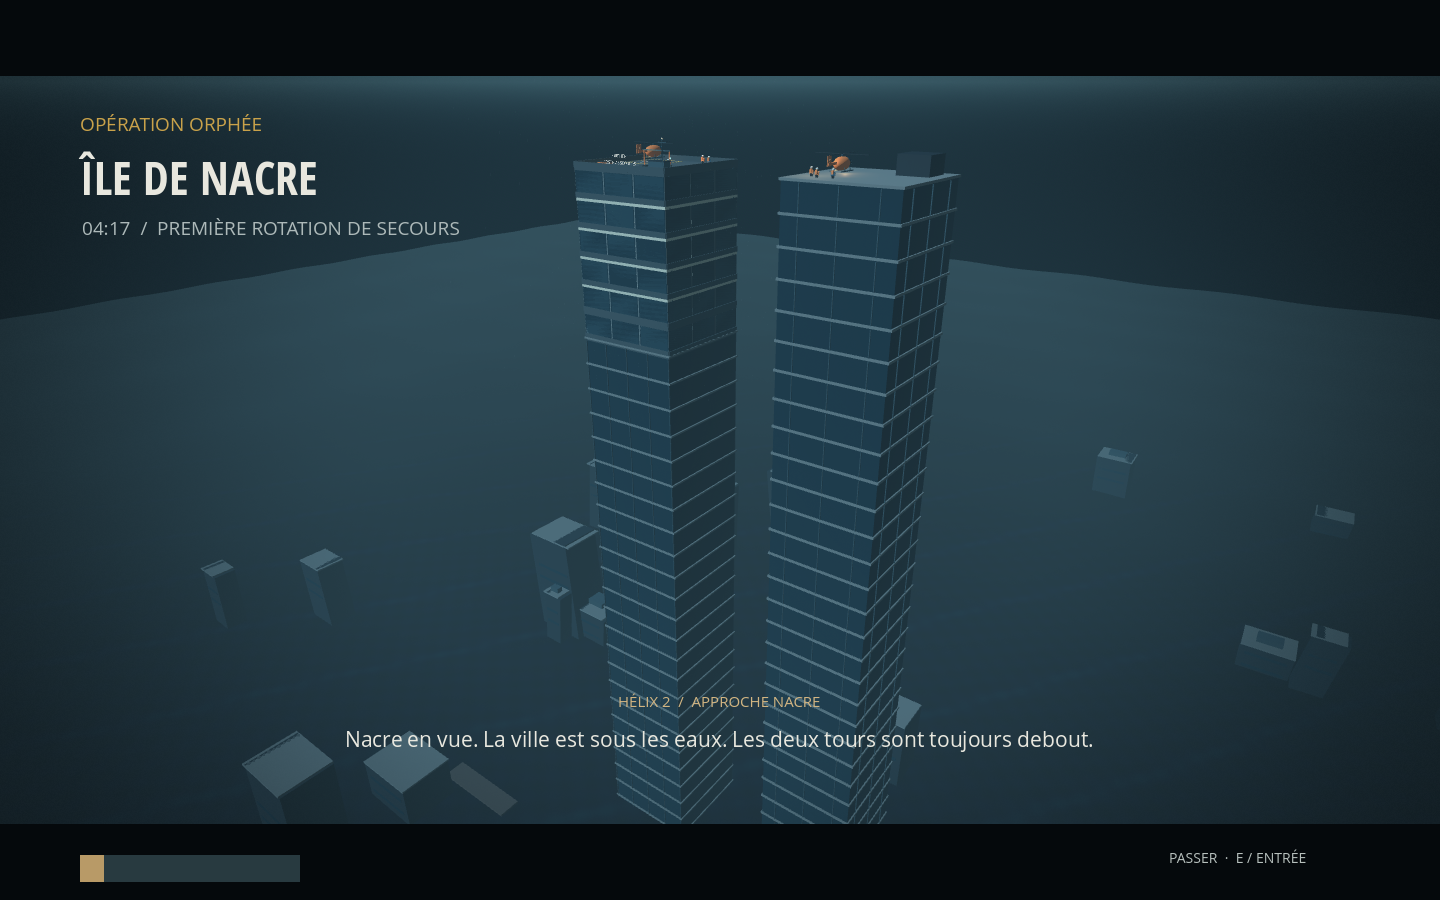 OPÉRATION ORPHÉE
ÎLE DE NACRE
04:17 / PREMIÈRE ROTATION DE SECOURS
HÉLIX 2 / APPROCHE NACRE
Nacre en vue. La ville est sous les eaux. Les deux tours sont toujours debout.
PASSER · E / ENTRÉE